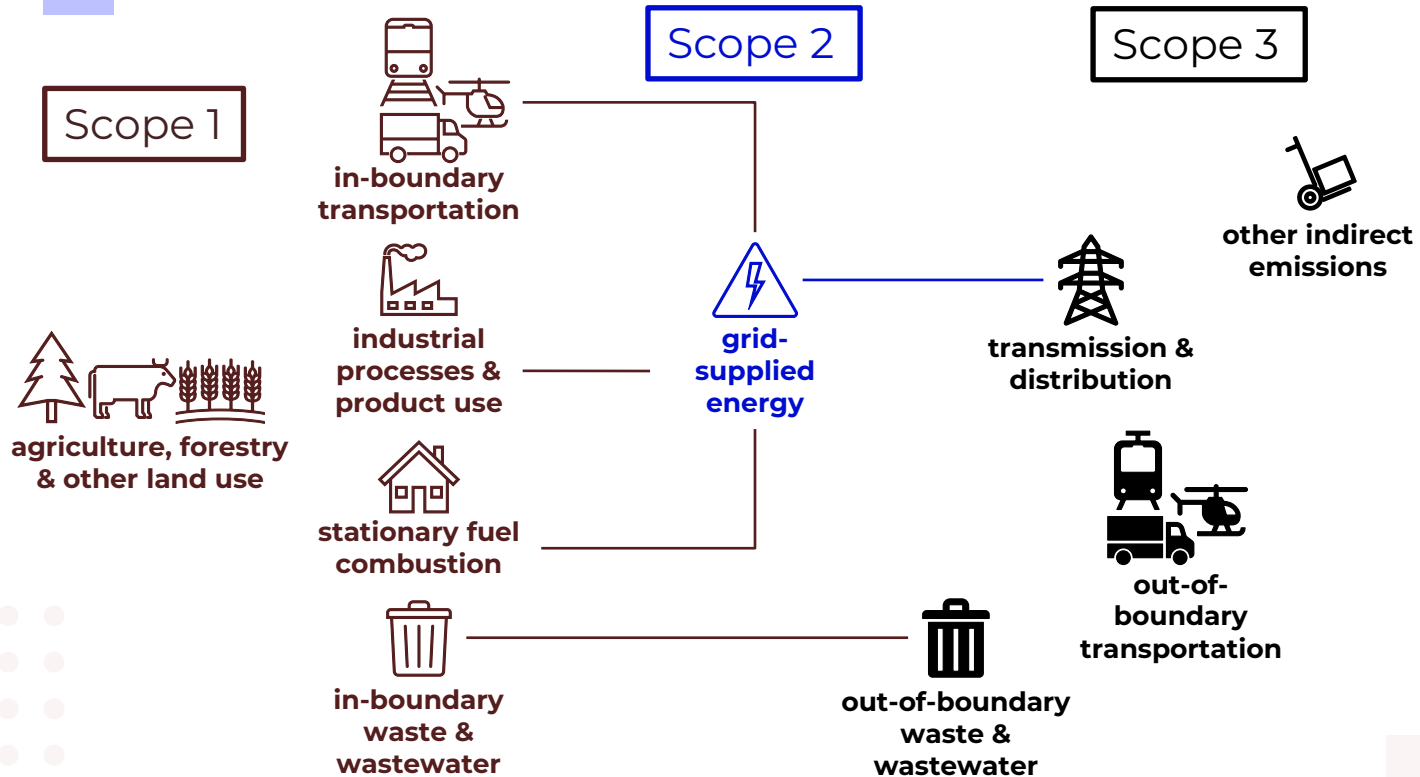 Scope 1
Scope 2
Scope 3
in-boundary
transportation
industrial
processes &
product use
agriculture, forestry
& other land use
stationary fuel
combustion
in-boundary
waste &
wastewater
grid-
supplied
energy
other indirect
emissions
transmission &
distribution
out-of-
boundary
transportation
out-of-boundary
waste &
wastewater